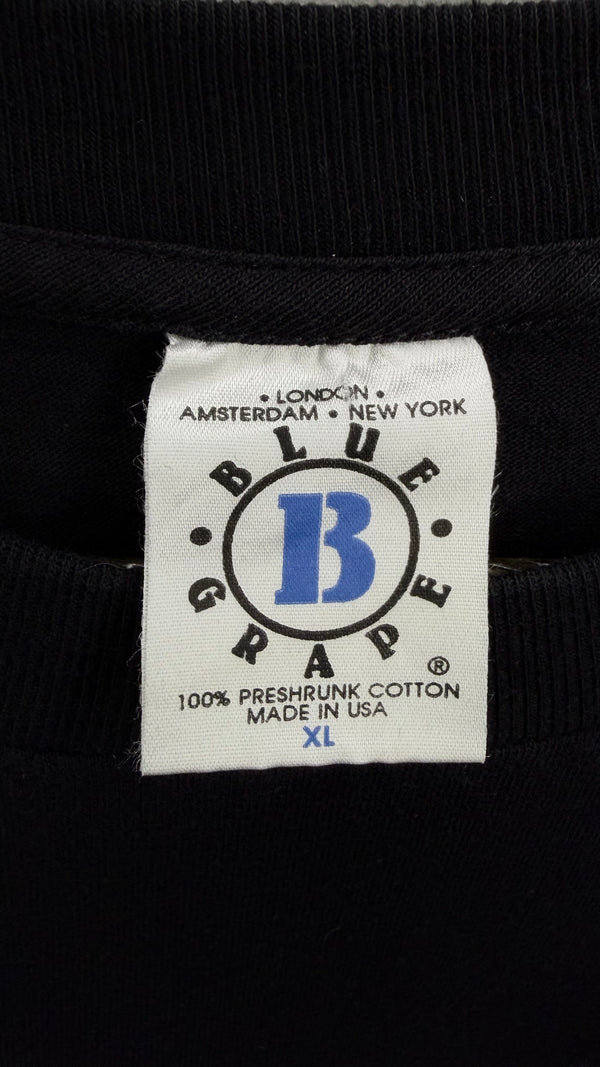 • LONDON •
AMSTERDAM • NEW YORK
• BLUE •
B
GRAPE
®
100% PRESHRUNK COTTON
MADE IN USA
XL